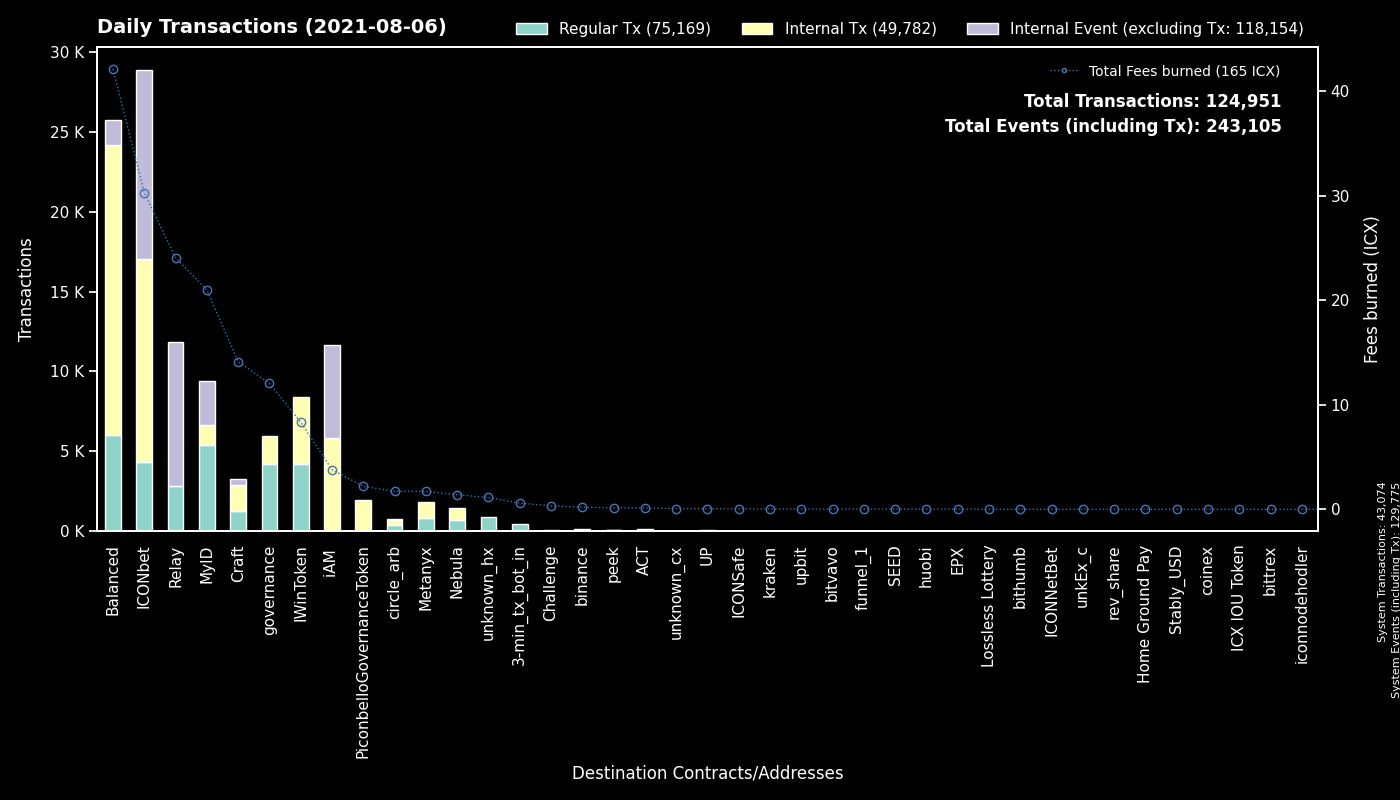 Daily Transactions (2021-08-06)
Regular Tx (75,169)
Internal Tx (49,782)
Internal Event (excluding Tx: 118,154)
Total Fees burned (165 ICX)
Total Transactions: 124,951
Total Events (including Tx): 243,105
30 K
25 K
20 K
15 K
10 K
5 K
0 K
Transactions
40
30
20
10
0
Fees burned (ICX)
Balanced
ICONbet
Relay
MyID
Craft
governance
IWinToken
iAM
PiconbelloGovernanceToken
circle_arb
Metanyx
Nebula
unknown_hx
3-min_tx_bot_in
Challenge
binance
peek
ACT
unknown_cx
UP
ICONSafe
kraken
upbit
bitvavo
funnel_1
SEED
huobi
EPX
Lossless Lottery
bithumb
ICONNetBet
unkEx_c
rev_share
Home Ground Pay
Stably_USD
coinex
ICX IOU Token
bittrex
iconnodehodler
Destination Contracts/Addresses
System Transactions: 43,074
System Events (including Tx): 129,775